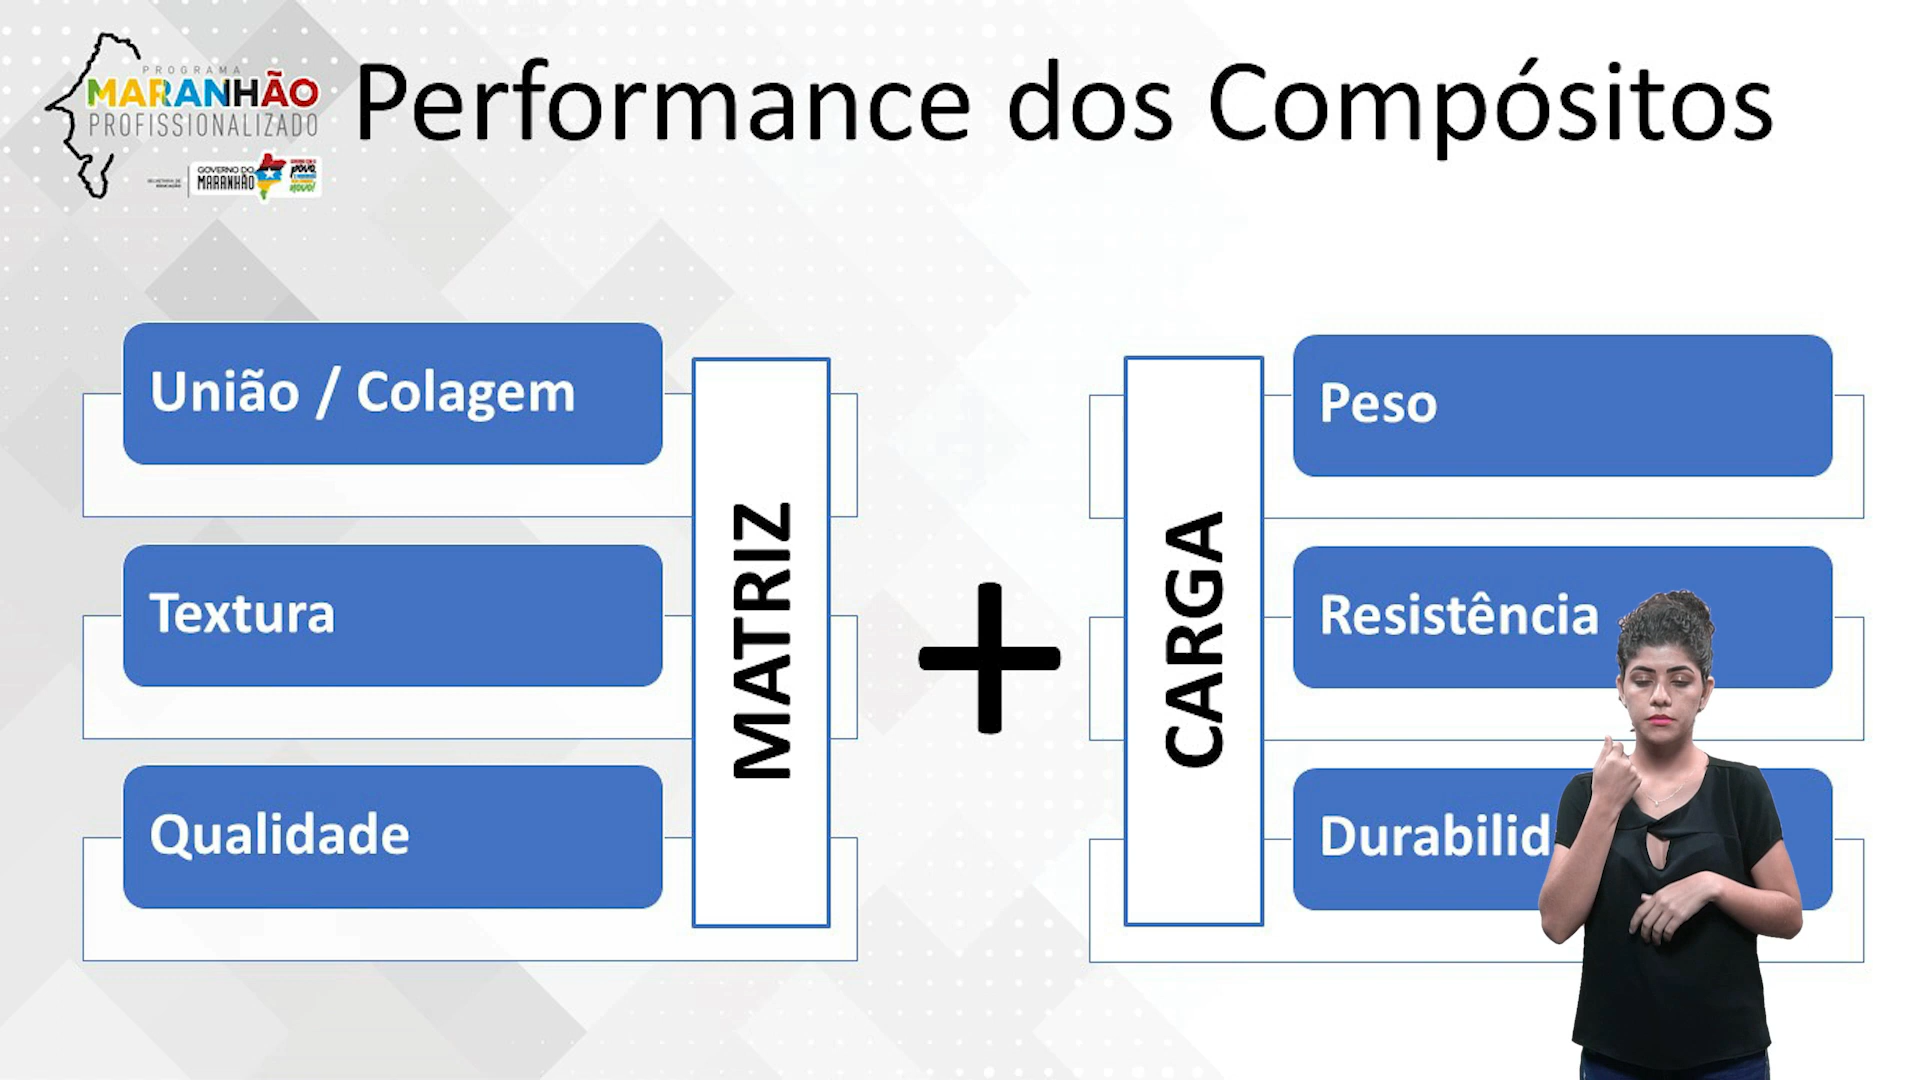 PROGRAMA
MARANHÃO
PROFISSIONALIZADO
GOVERNO DO
MARANHÃO
Performance dos Compósitos
União / Colagem
Textura
Qualidade
MATRIZ
+
CARGA
Peso
Resistência
Durabilid